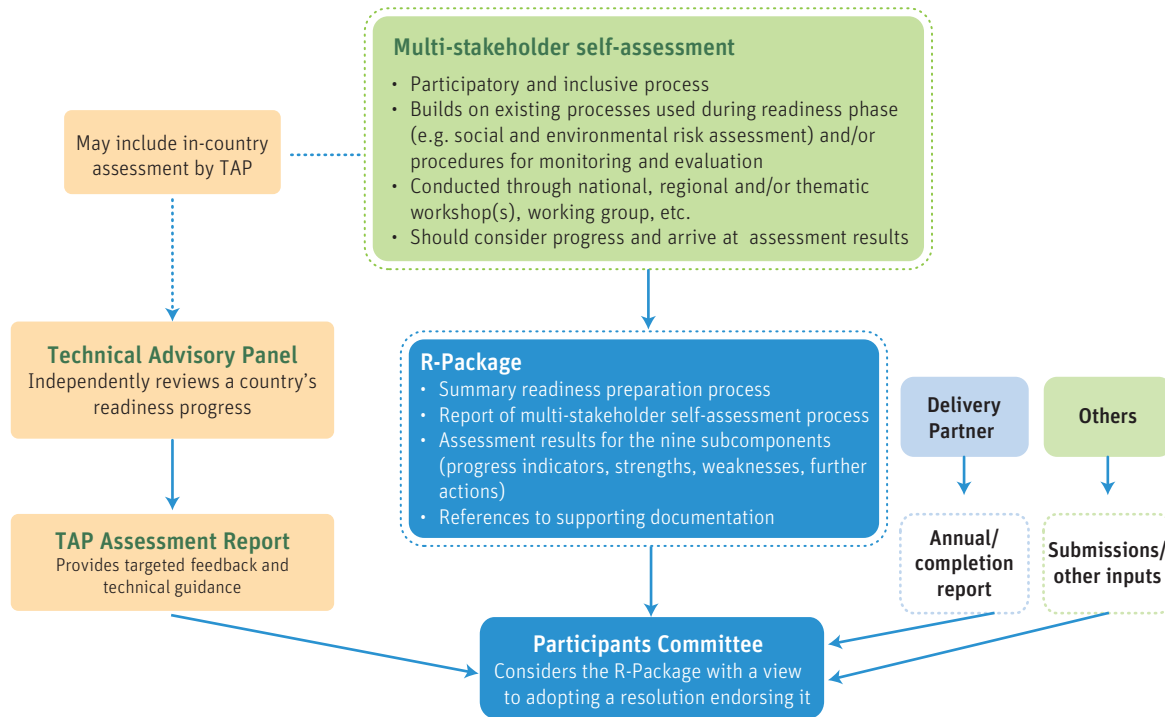 Multi-stakeholder self-assessment
• Participatory and inclusive process
• Builds on existing processes used during readiness phase
(e.g. social and environmental risk assessment) and/or
procedures for monitoring and evaluation
• Conducted through national, regional and/or thematic
workshop(s), working group, etc.
• Should consider progress and arrive at assessment results
May include in-country
assessment by TAP
Technical Advisory Panel
Independently reviews a country's
readiness progress
TAP Assessment Report
Provides targeted feedback and
technical guidance
R-Package
• Summary readiness preparation process
• Report of multi-stakeholder self-assessment process
• Assessment results for the nine subcomponents
(progress indicators, strengths, weaknesses, further
actions)
• References to supporting documentation
Delivery
Partner
Others
Annual/
completion
report
Submissions/
other inputs
Participants Committee
Considers the R-Package with a view
to adopting a resolution endorsing it